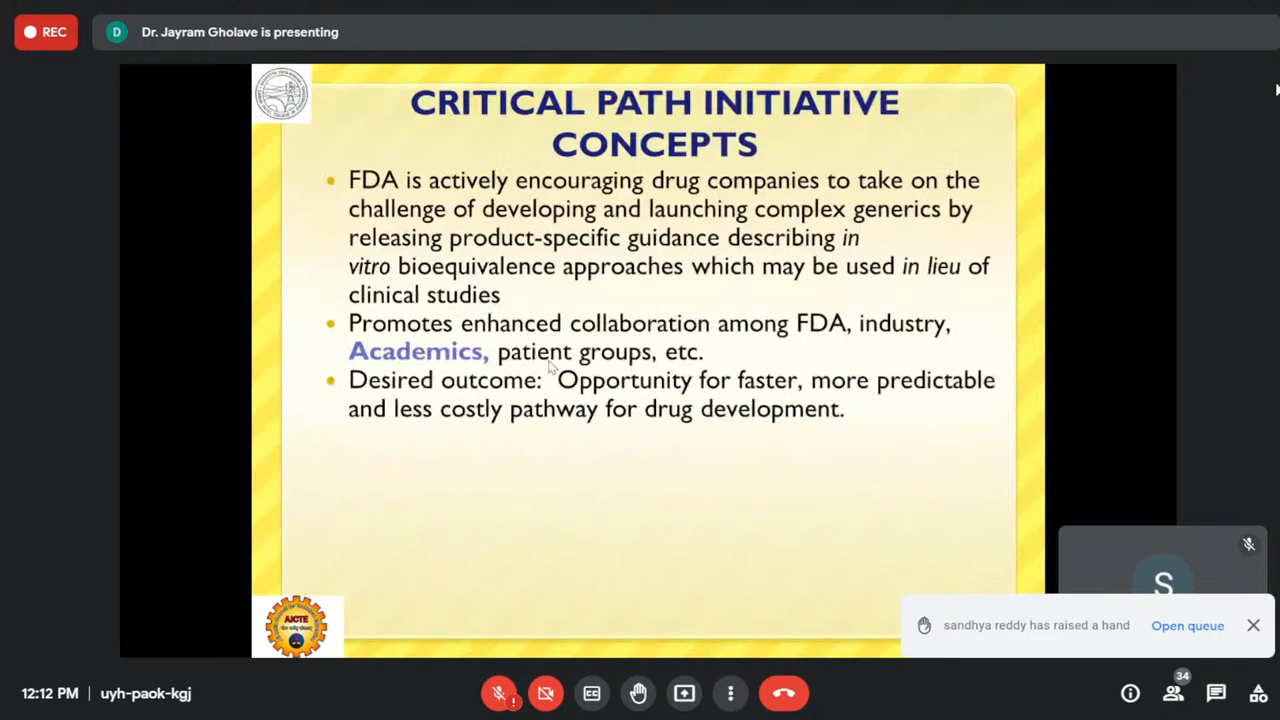 REC
D
Dr. Jayram Gholave is presenting
CRITICAL PATH INITIATIVE
CONCEPTS
• FDA is actively encouraging drug companies to take on the
challenge of developing and launching complex generics by
releasing product-specific guidance describing in
vitro bioequivalence approaches which may be used in lieu of
clinical studies
• Promotes enhanced collaboration among FDA, industry,
Academics, patient groups, etc.
• Desired outcome: Opportunity for faster, more predictable
and less costly pathway for drug development.
AICTE
S
sandhya reddy has raised a hand
Open queue
12:12 PM | uyh-paok-kgj
CC
34